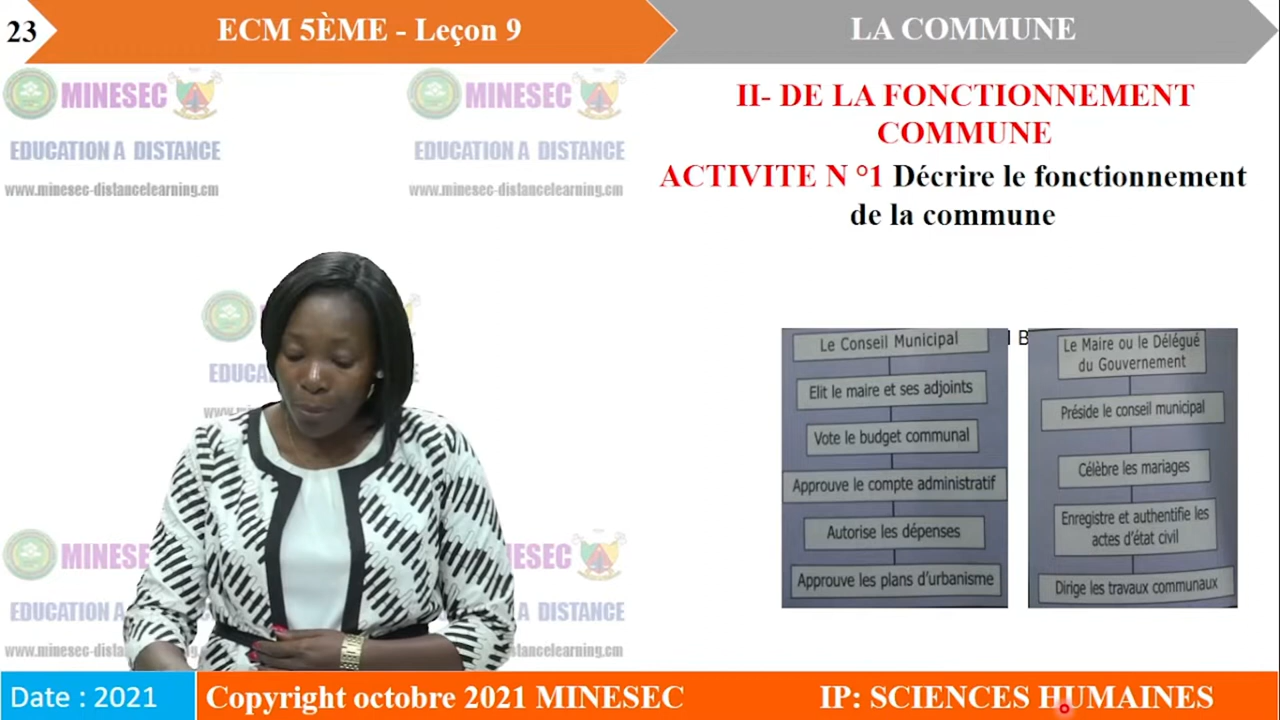 23
ECM 5ÈME - Leçon 9
LA COMMUNE
MINESEC
EDUCATION A DISTANCE
www.minesec-distancelearning.cm
MINESEC
EDUCATION A DISTANCE
www.minesec-distancelearning.cm
II- DE LA FONCTIONNEMENT
COMMUNE
ACTIVITE N °1 Décrire le fonctionnement
de la commune
Le Conseil Municipal
Elit le maire et ses adjoints
Vote le budget communal
Approuve le compte administratif
Autorise les dépenses
Approuve les plans d'urbanisme
B
Le Maire ou le Délégué
du Gouvernement
Préside le conseil municipal
Célèbre les mariages
Enregistre et authentifie les
actes d'état civil
Dirige les travaux communaux
Date : 2021
Copyright octobre 2021 MINESEC
IP: SCIENCES HUMAINES